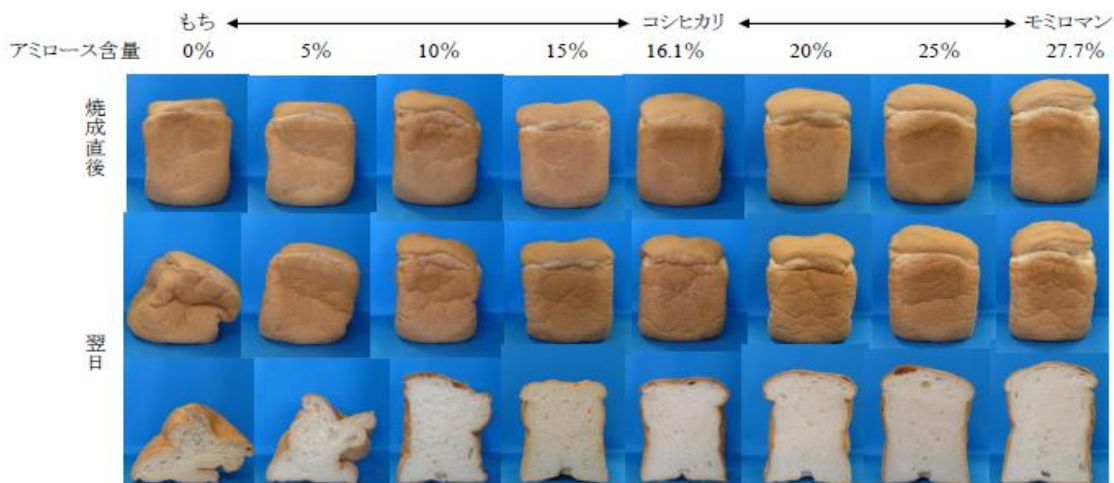 もち コシヒカリ モミロマン
アミロース含量 0% 5% 10% 15% 16.1% 20% 25% 27.7%
焼成直後
翌日